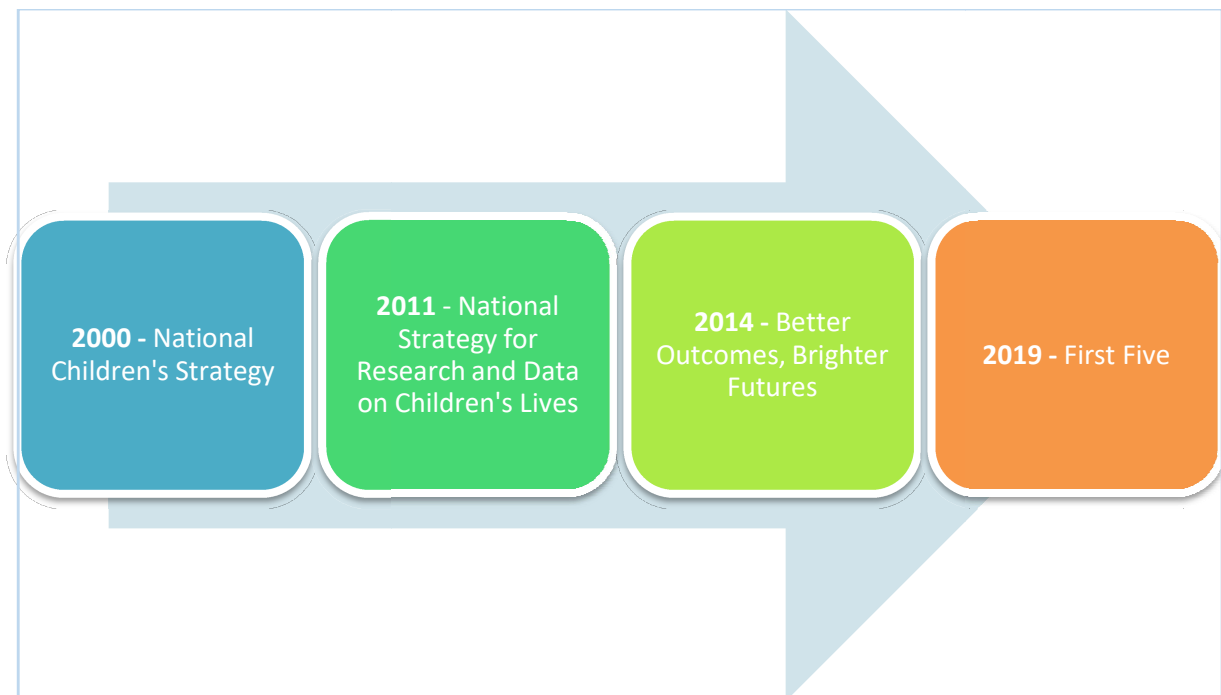 2000 - National
Children's Strategy
2011 - National
Strategy for
Research and Data
on Children's Lives
2014 - Better
Outcomes, Brighter
Futures
2019 - First Five